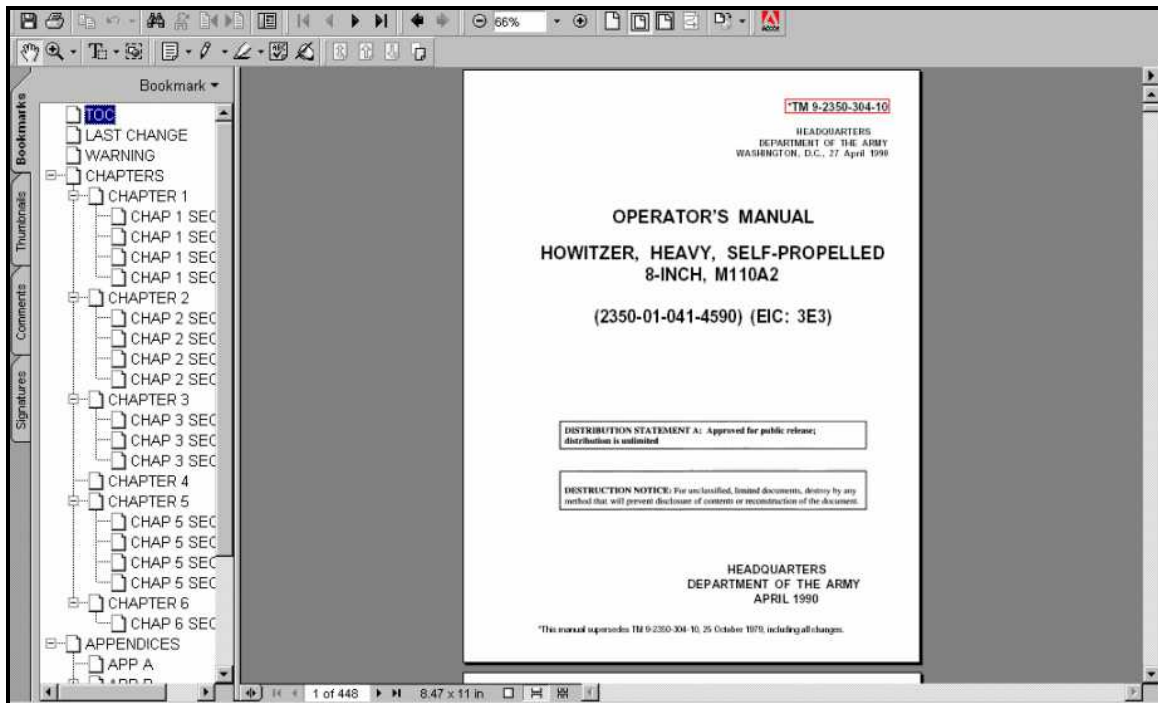 66%
Bookmark
Bookmarks
Thumbnails
Comments
Signatures
TOC
LAST CHANGE
WARNING
CHAPTERS
CHAPTER 1
CHAP 1 SEC
CHAP 1 SEC
CHAP 1 SEC
CHAP 1 SEC
CHAPTER 2
CHAP 2 SEC
CHAP 2 SEC
CHAP 2 SEC
CHAP 2 SEC
CHAPTER 3
CHAP 3 SEC
CHAP 3 SEC
CHAP 3 SEC
CHAPTER 4
CHAPTER 5
CHAP 5 SEC
CHAP 5 SEC
CHAP 5 SEC
CHAP 5 SEC
CHAPTER 6
CHAP 6 SEC
APPENDICES
APP A
*TM 9-2350-304-10
HEADQUARTERS
DEPARTMENT OF THE ARMY
WASHINGTON, D.C., 27 April 1990
OPERATOR'S MANUAL
HOWITZER, HEAVY, SELF-PROPELLED
8-INCH, M110A2
(2350-01-041-4590) (EIC: 3E3)
DISTRIBUTION STATEMENT A: Approved for public release;
distribution is unlimited
DESTRUCTION NOTICE: For unclassified, limited documents, destroy by any
method that will prevent disclosure of contents or reconstruction of the document.
HEADQUARTERS
DEPARTMENT OF THE ARMY
APRIL 1990
*This manual supersedes TM 9-2350-304-10, 25 October 1979, including all changes.
1 of 448
8.47 x 11 in